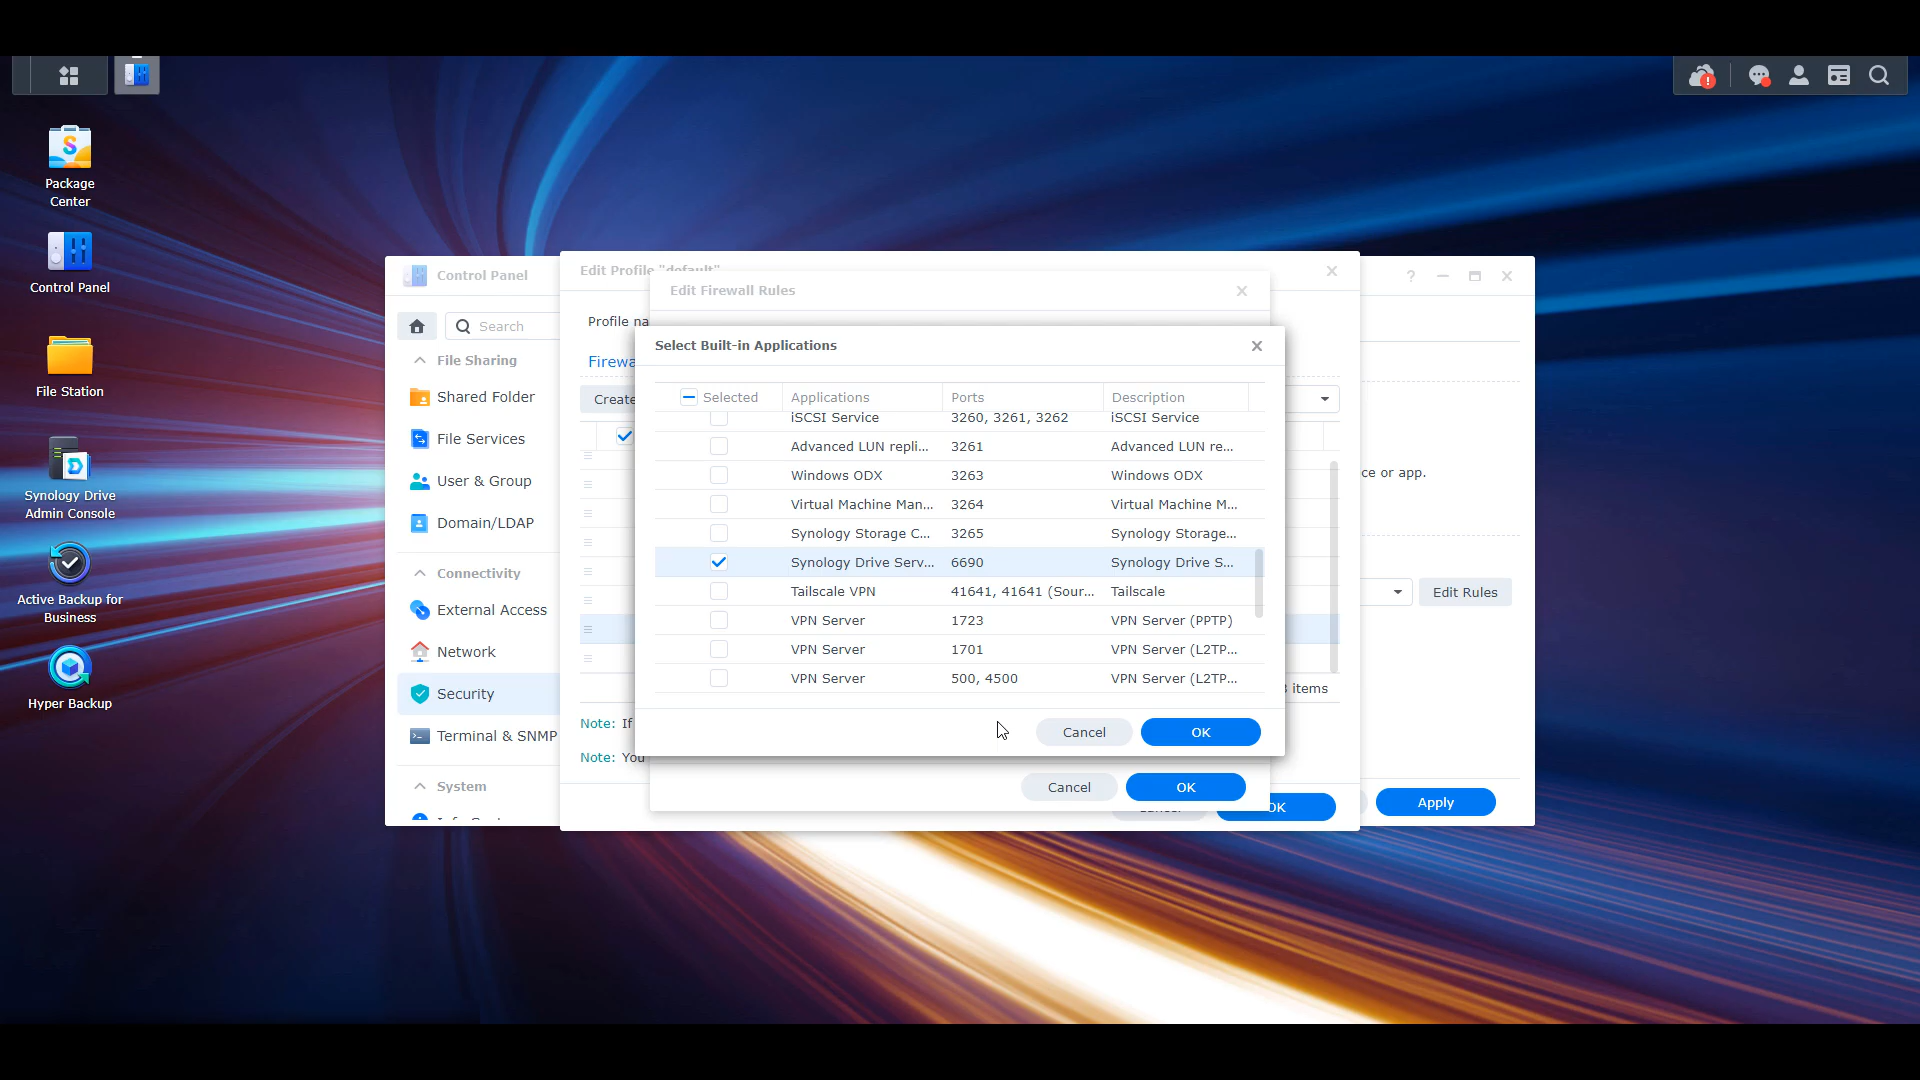 Package
Center
Control Panel
File Station
Synology Drive
Admin Console
Active Backup for
Business
Hyper Backup
Control Panel
Search
File Sharing
Shared Folder
File Services
User & Group
Domain/LDAP
Connectivity
External Access
Network
Security
Terminal & SNMP
System
Edit Profile "default"
Profile na
Firewa
Create
Note: If
Note: You
items
OK
Edit Firewall Rules
Cancel
OK
Select Built-in Applications
Selected Applications Ports Description
iSCSI Service 3260, 3261, 3262 iSCSI Service
Advanced LUN repli... 3261 Advanced LUN re...
Windows ODX 3263 Windows ODX
Virtual Machine Man... 3264 Virtual Machine M...
Synology Storage C... 3265 Synology Storage...
Synology Drive Serv... 6690 Synology Drive S...
Tailscale VPN 41641, 41641 (Sour... Tailscale
VPN Server 1723 VPN Server (PPTP)
VPN Server 1701 VPN Server (L2TP...
VPN Server 500, 4500 VPN Server (L2TP...
Cancel
OK
?
ce or app.
Edit Rules
Apply